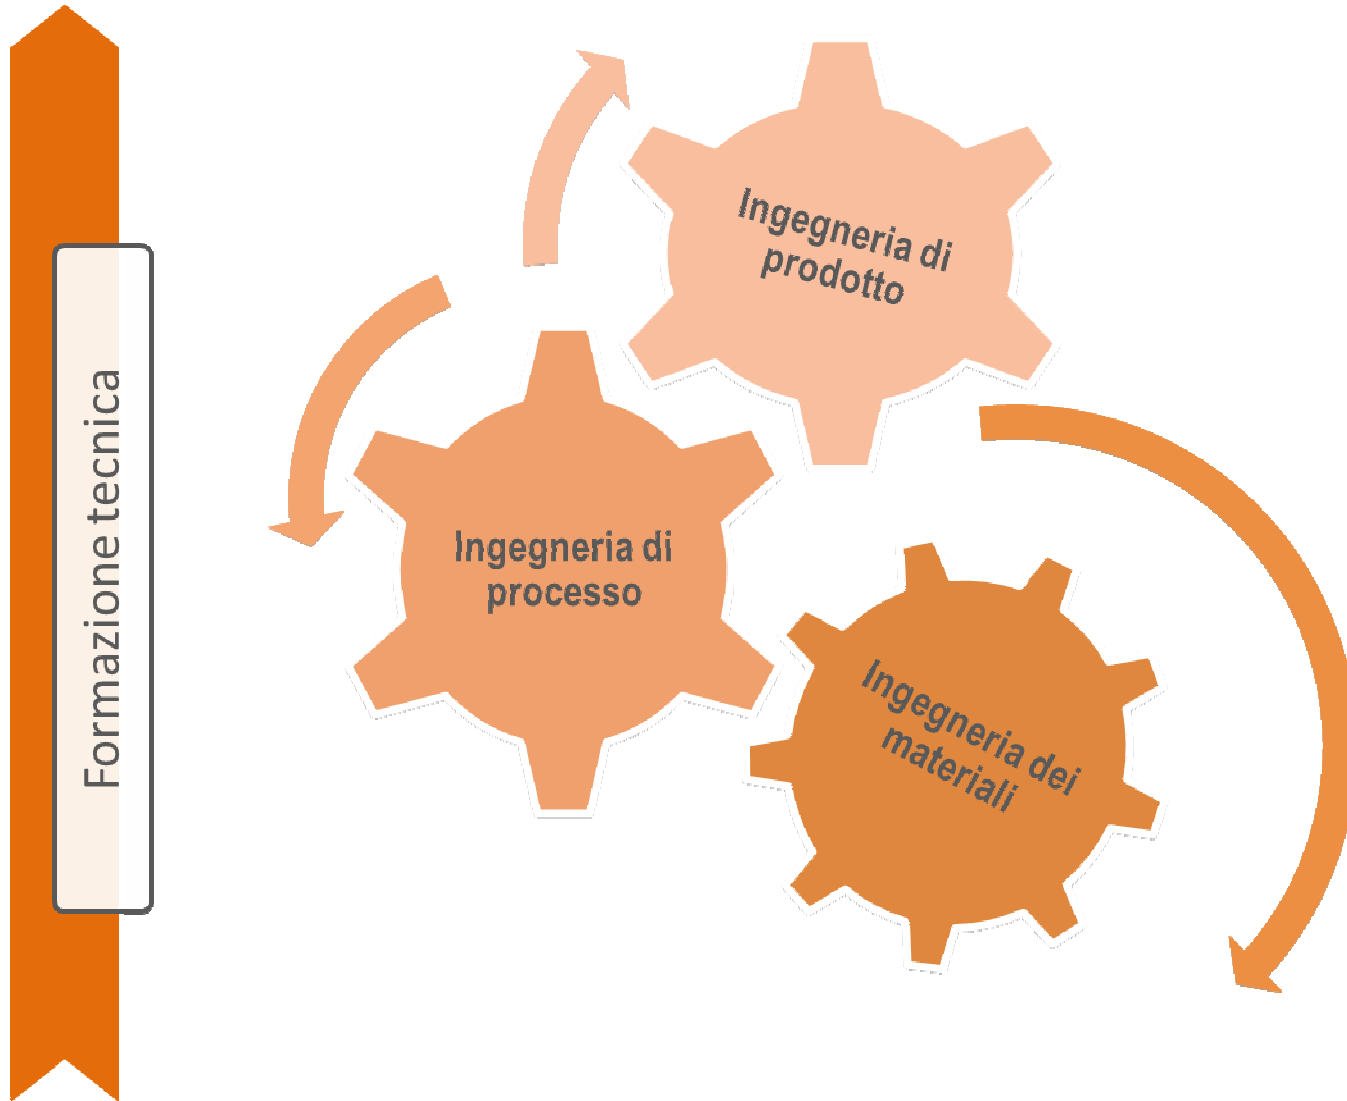 Formazione tecnica
Ingegneria di
prodotto
Ingegneria di
processo
Ingegneria dei
materiali